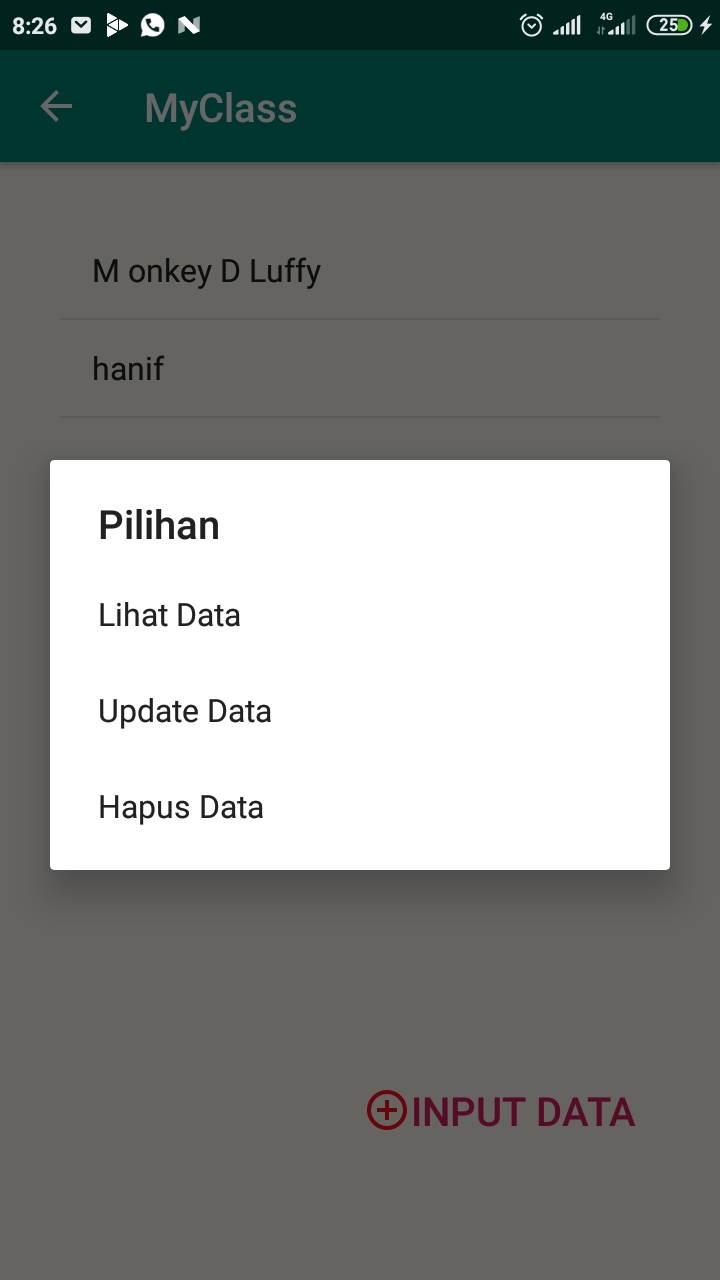 8:26 4G 25
MyClass
M onkey D Luffy
hanif
Pilihan
Lihat Data
Update Data
Hapus Data
INPUT DATA